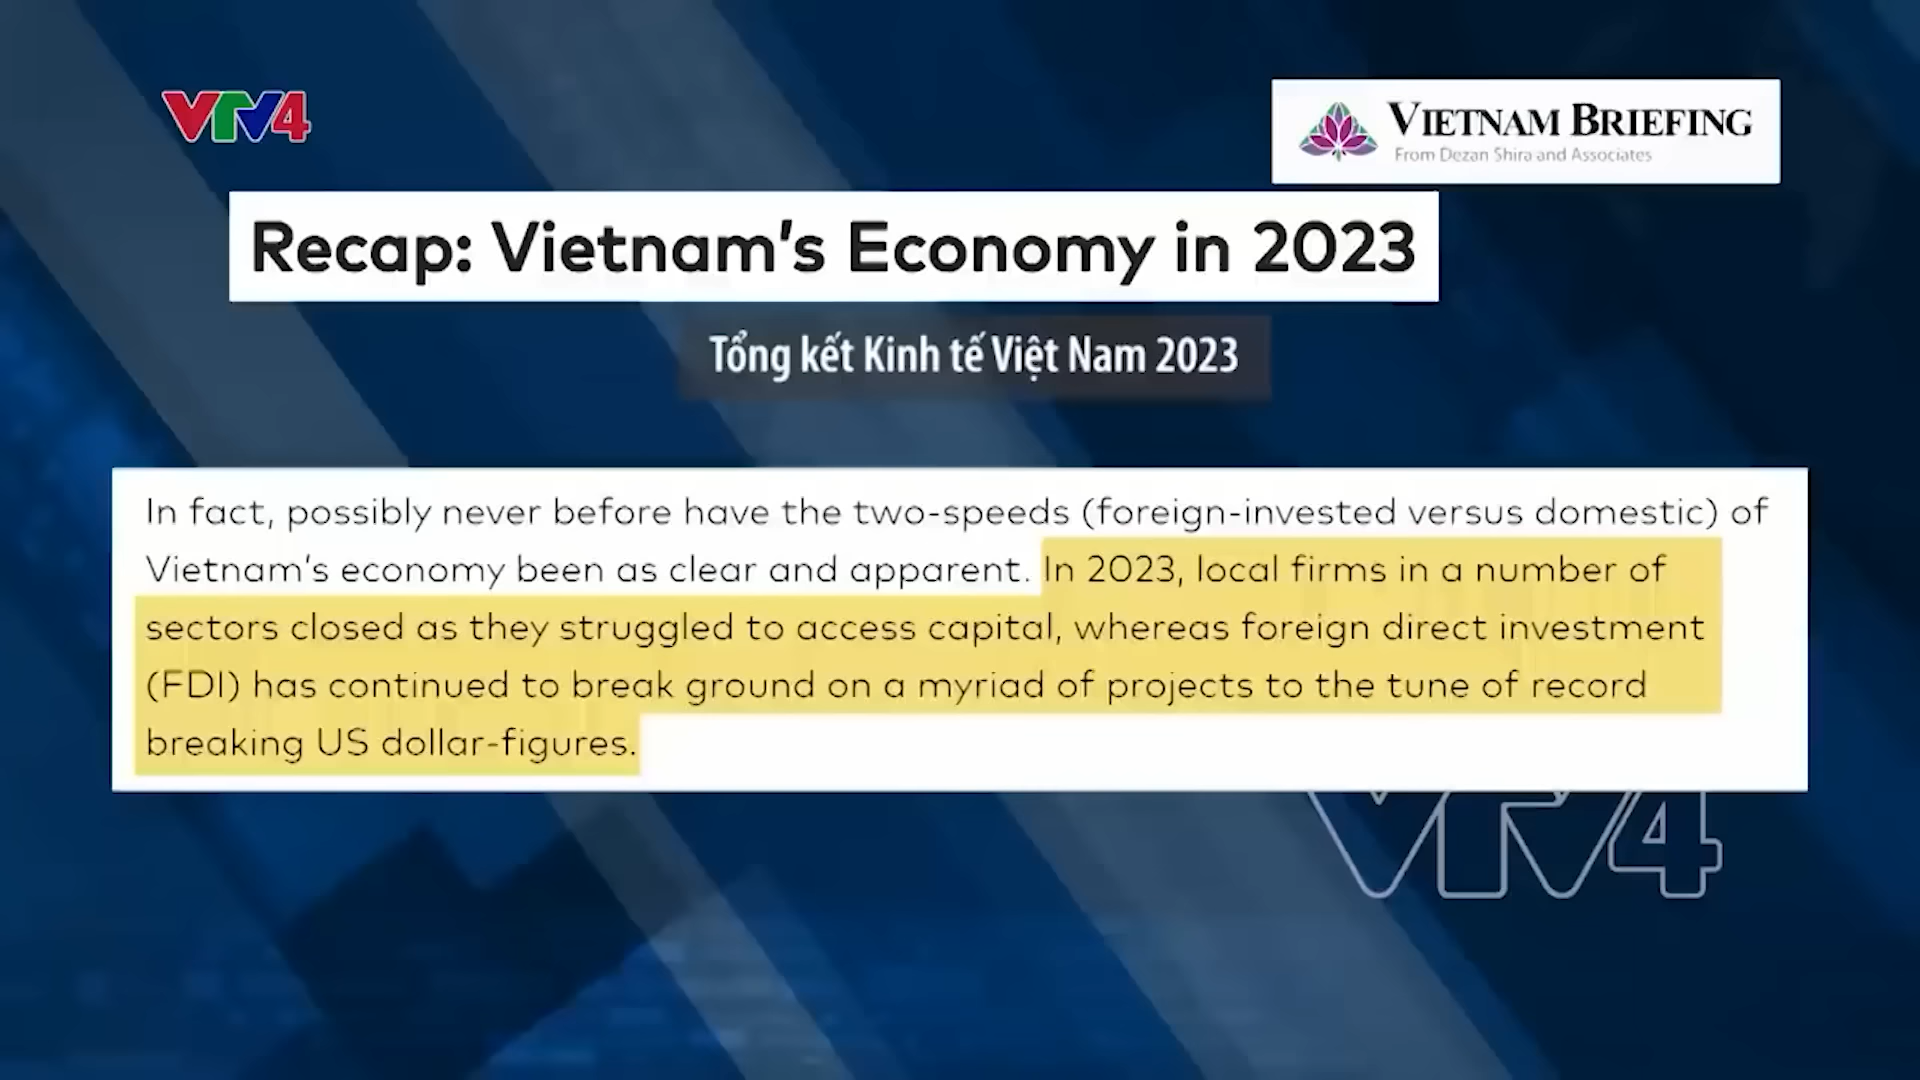 VTV4
VIETNAM BRIEFING
From Dezan Shira and Associates
Recap: Vietnam's Economy in 2023
Tổng kết Kinh tế Việt Nam 2023
In fact, possibly never before have the two-speeds (foreign-invested versus domestic) of
Vietnam's economy been as clear and apparent. In 2023, local firms in a number of
sectors closed as they struggled to access capital, whereas foreign direct investment
(FDI) has continued to break ground on a myriad of projects to the tune of record
breaking US dollar-figures.
VTV4